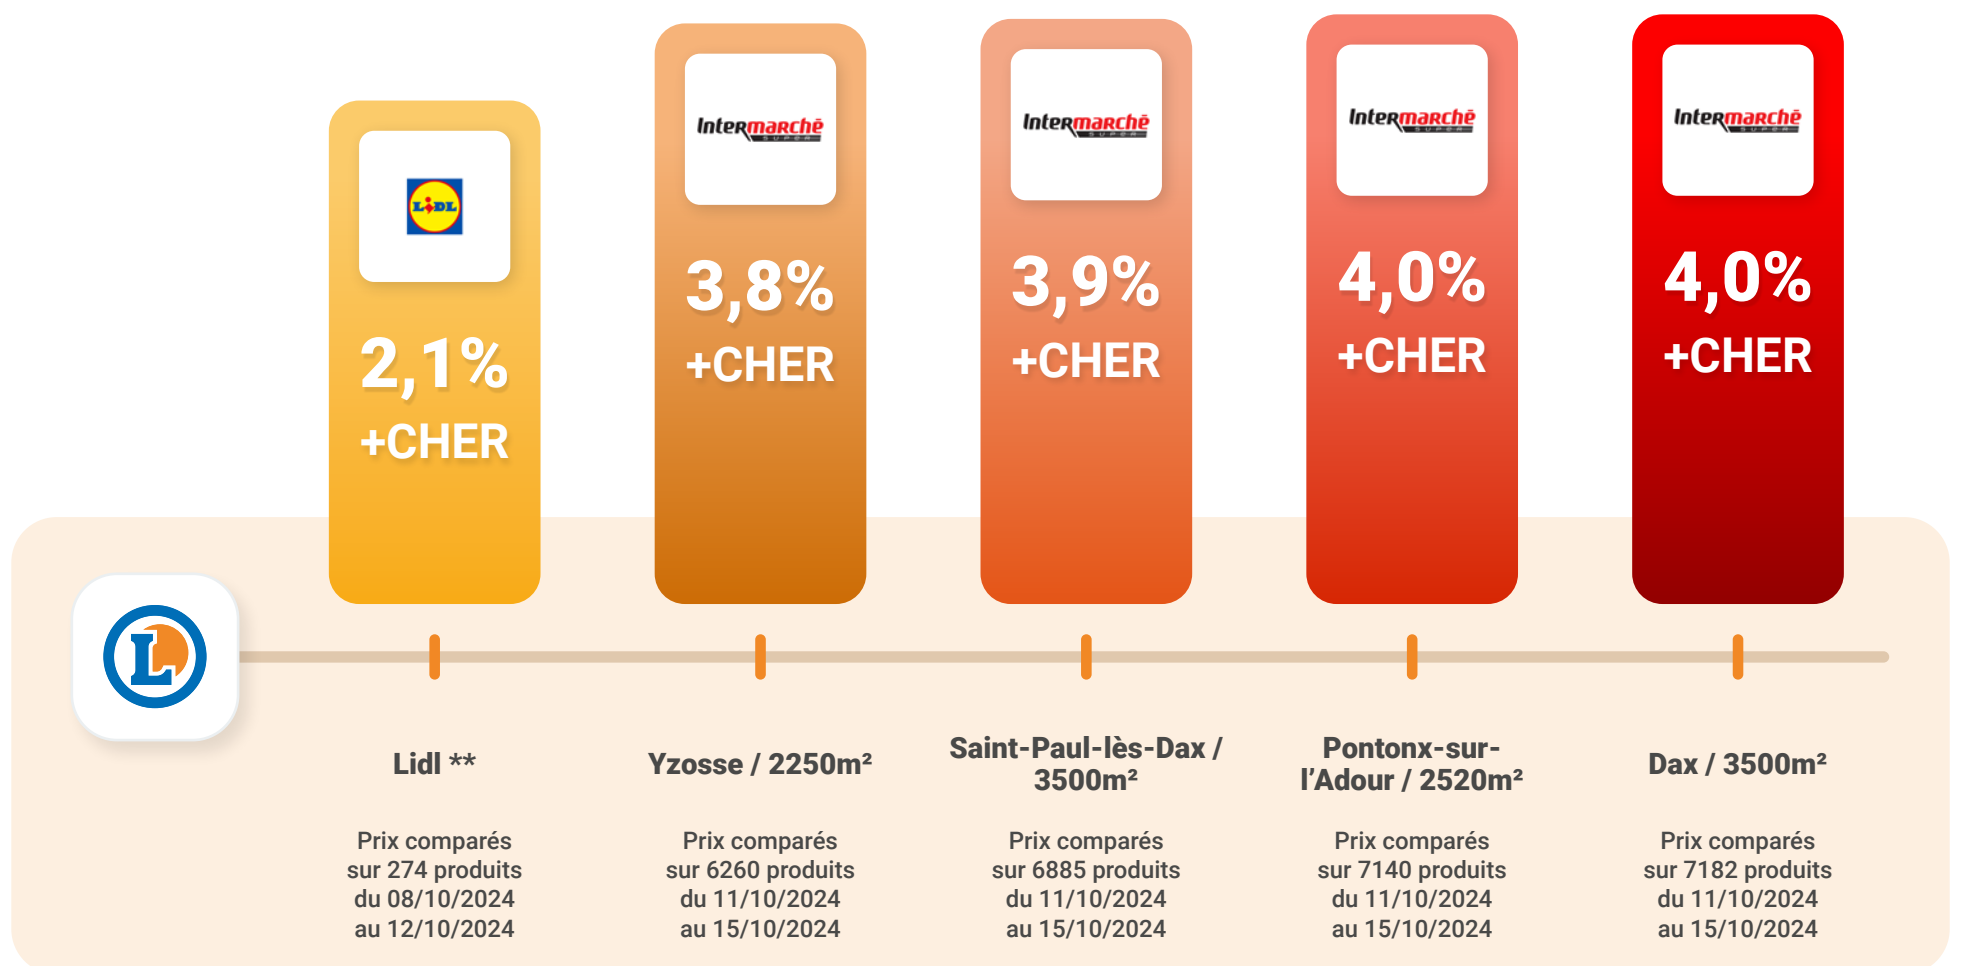 LIDL
2,1%
+CHER
Intermarché
SUPER
3,8%
+CHER
Intermarché
SUPER
3,9%
+CHER
Intermarché
SUPER
4,0%
+CHER
Intermarché
SUPER
4,0%
+CHER
L
Lidl **
Prix comparés
sur 274 produits
du 08/10/2024
au 12/10/2024
Yzosse / 2250m²
Prix comparés
sur 6260 produits
du 11/10/2024
au 15/10/2024
Saint-Paul-lès-Dax /
3500m²
Prix comparés
sur 6885 produits
du 11/10/2024
au 15/10/2024
Pontonx-sur-
l’Adour / 2520m²
Prix comparés
sur 7140 produits
du 11/10/2024
au 15/10/2024
Dax / 3500m²
Prix comparés
sur 7182 produits
du 11/10/2024
au 15/10/2024